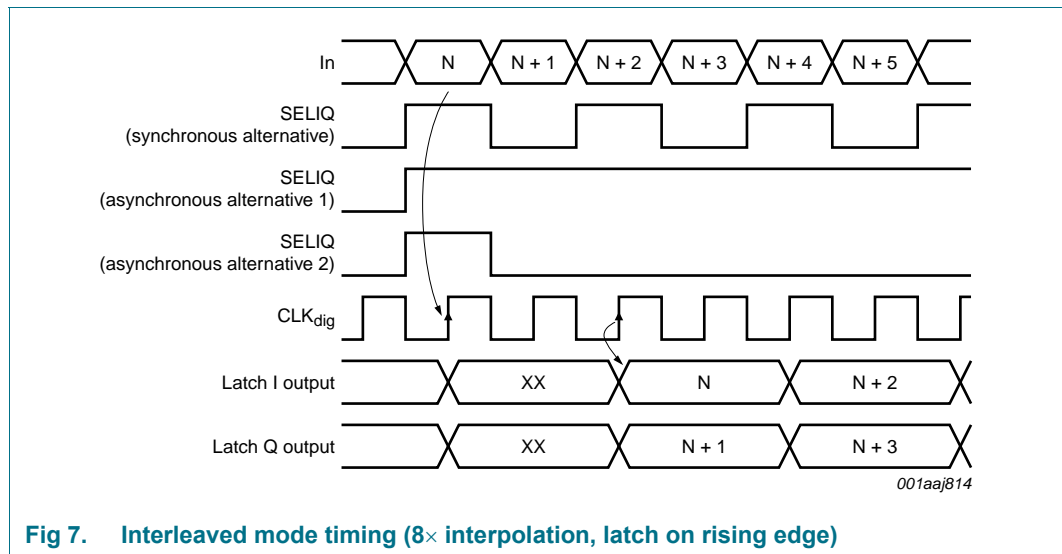 In
N
N + 1
N + 2
N + 3
N + 4
N + 5
SELIQ
(synchronous alternative)
SELIQ
(asynchronous alternative 1)
SELIQ
(asynchronous alternative 2)
CLKdig
Latch I output
XX
N
N + 2
Latch Q output
XX
N + 1
N + 3
001aaj814
Fig 7. Interleaved mode timing (8× interpolation, latch on rising edge)